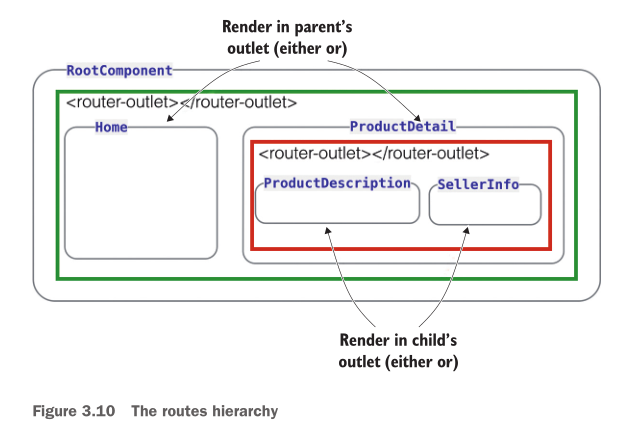 Render in parent's
outlet (either or)
RootComponent
<router-outlet></router-outlet>
Home
ProductDetail
<router-outlet></router-outlet>
ProductDescription
SellerInfo
Render in child's
outlet (either or)
Figure 3.10 The routes hierarchy